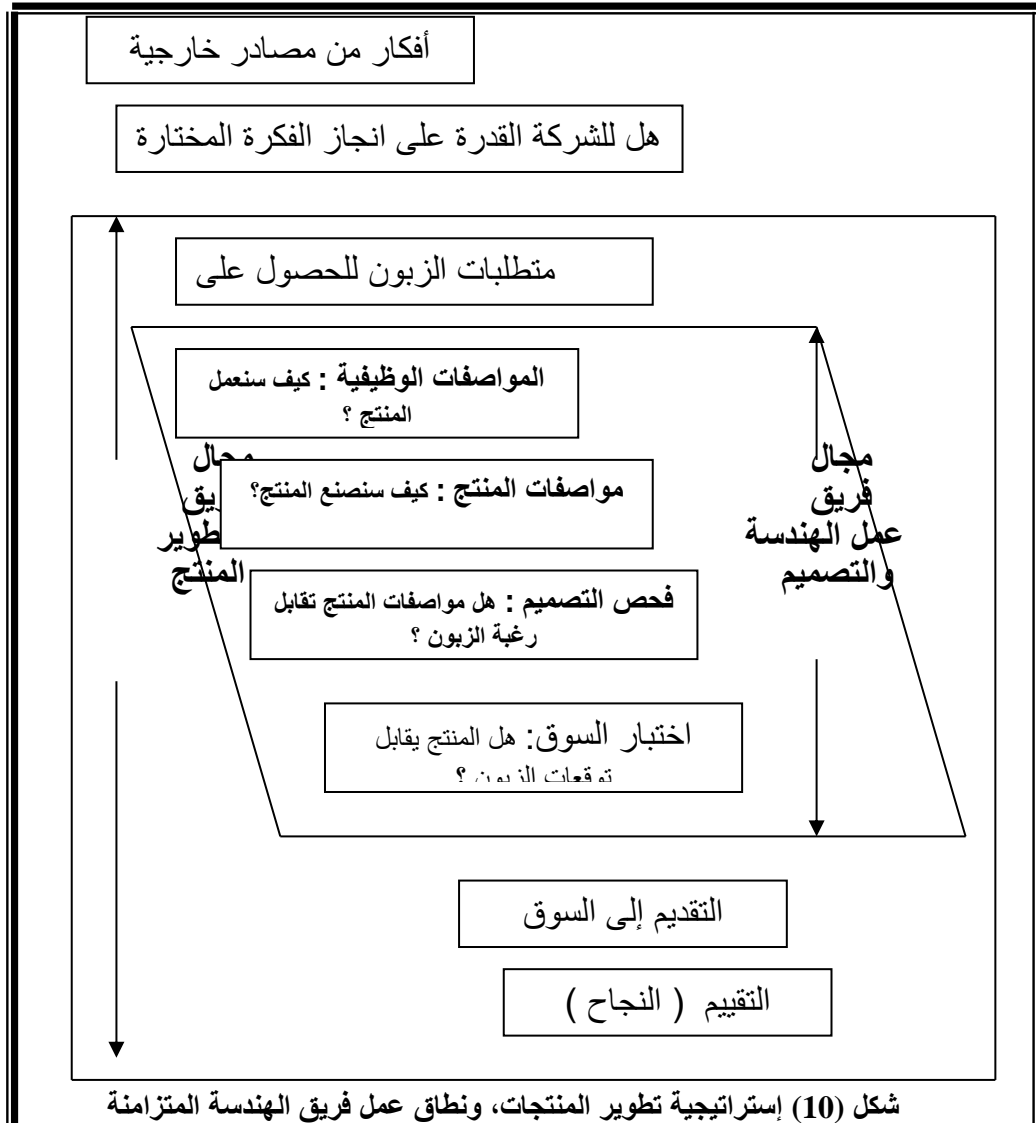 أفكار من مصادر خارجية
هل للشركة القدرة على انجاز الفكرة المختارة
متطلبات الزبون للحصول على
المواصفات الوظيفية : كيف سنعمل
المنتج ؟
مواصفات المنتج : كيف سنصنع المنتج؟
فحص التصميم : هل مواصفات المنتج تقابل
رغبة الزبون ؟
اختبار السوق: هل المنتج يقابل
توقعات الزبون ؟
مجال
فريق
عمل الهندسة
والتصميم
مجال
المنتج
التقديم إلى السوق
التقييم ( النجاح )
شكل (10) إستراتيجية تطوير المنتجات، ونطاق عمل فريق الهندسة المتزامنة